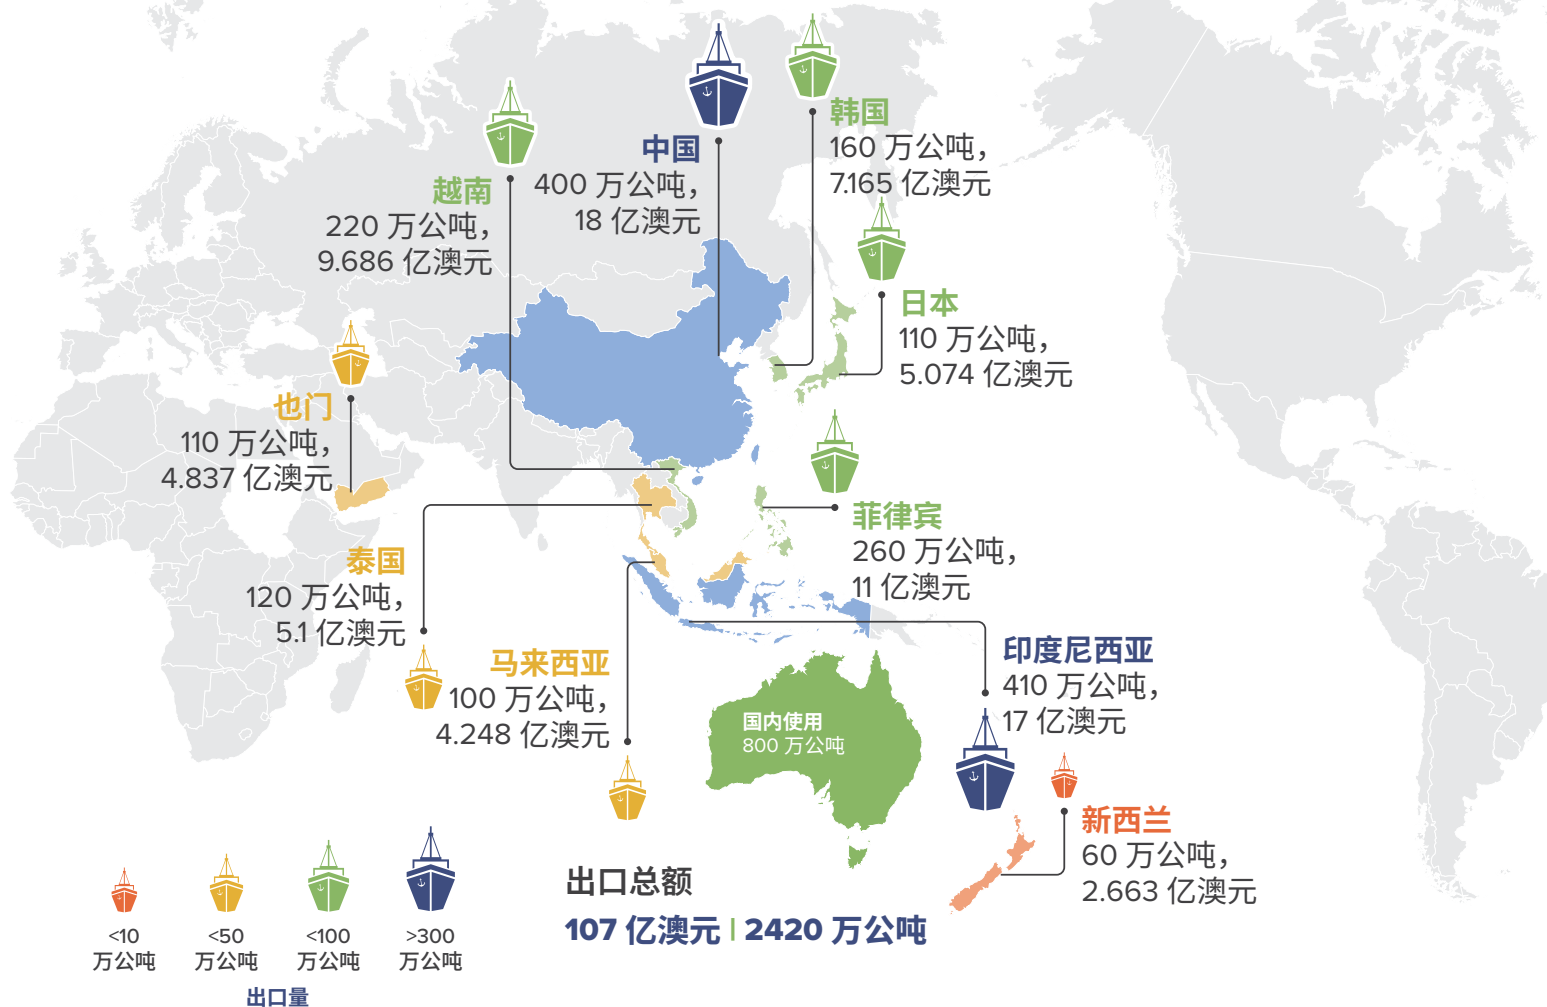 韩国
160 万公吨，
7.165 亿澳元
中国
400 万公吨，
18 亿澳元
越南
220 万公吨，
9.686 亿澳元
日本
110 万公吨，
5.074 亿澳元
也门
110 万公吨，
4.837 亿澳元
菲律宾
260 万公吨，
11 亿澳元
泰国
120 万公吨，
5.1 亿澳元
马来西亚
100 万公吨，
4.248 亿澳元
印度尼西亚
410 万公吨，
17 亿澳元
国内使用
800 万公吨
新西兰
60 万公吨，
2.663 亿澳元
出口总额
107 亿澳元 | 2420 万公吨
<10
万公吨
<50
万公吨
<100
万公吨
>300
万公吨
出口量